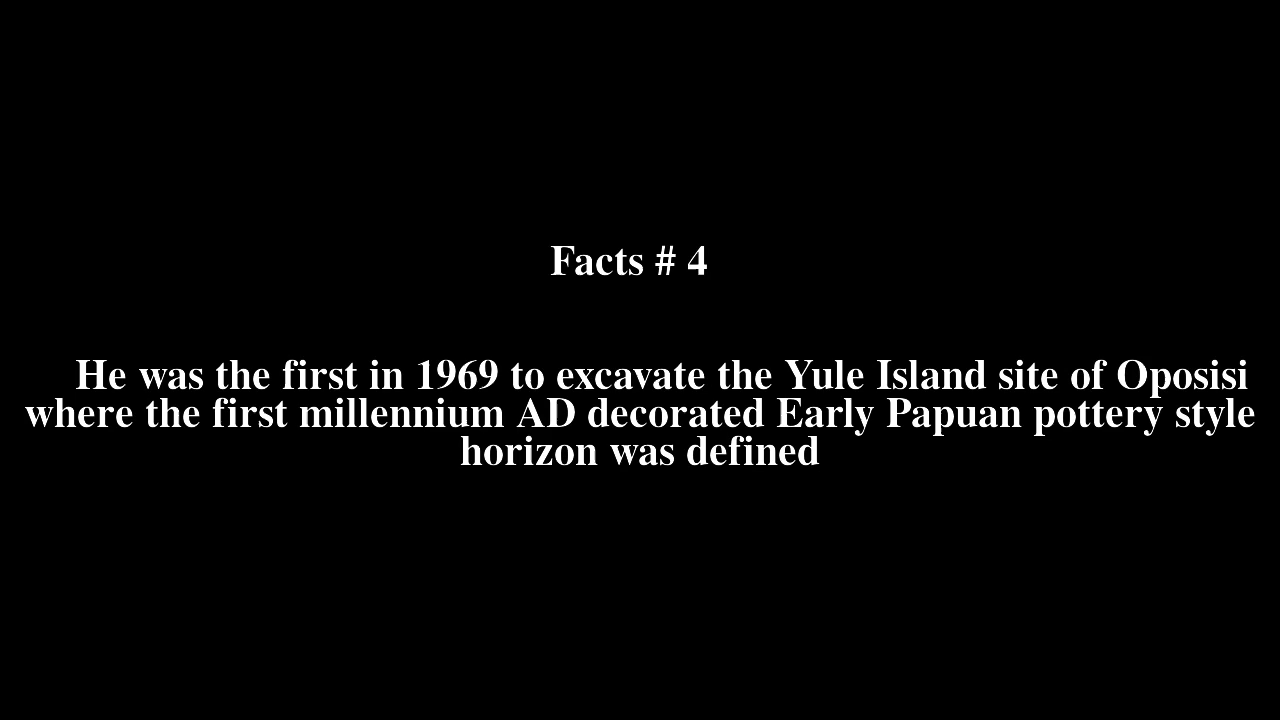 Facts # 4
He was the first in 1969 to excavate the Yule Island site of Oposisi
where the first millennium AD decorated Early Papuan pottery style
horizon was defined